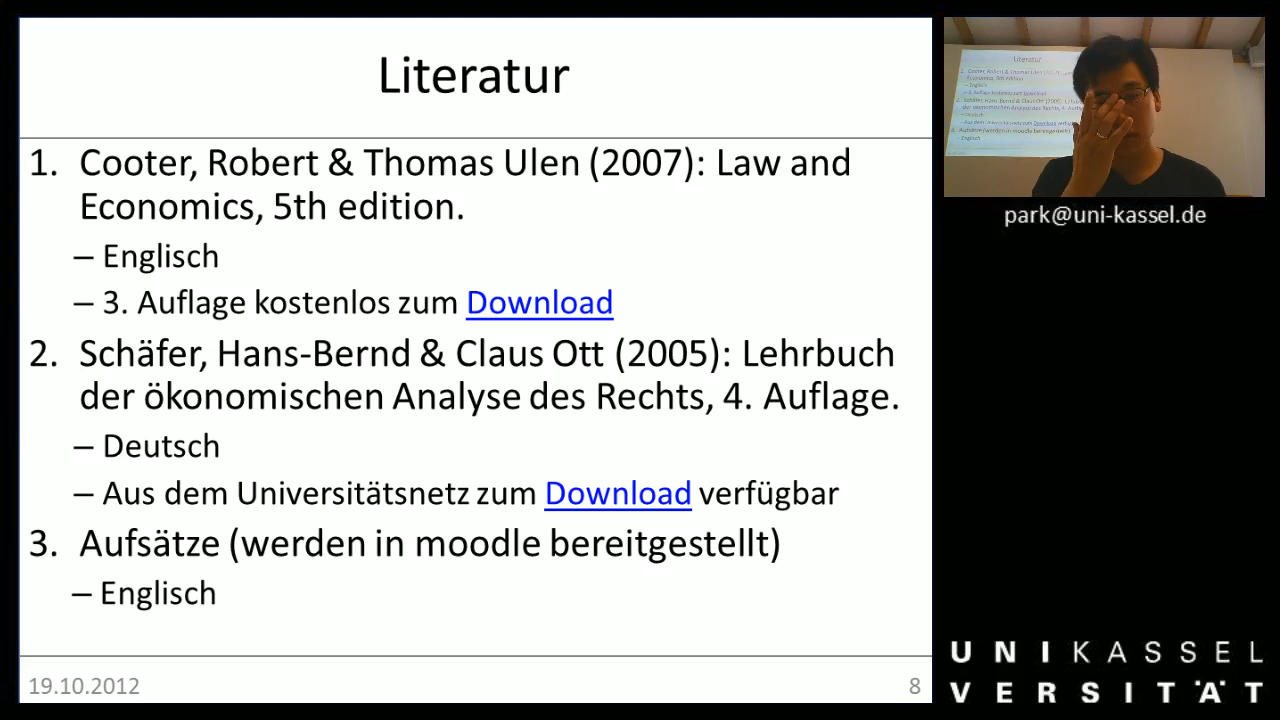 Literatur
1. Cooter, Robert & Thomas Ulen (2007): Law and
Economics, 5th edition.
– Englisch
– 3. Auflage kostenlos zum Download
2. Schäfer, Hans-Bernd & Claus Ott (2005): Lehrbuch
der ökonomischen Analyse des Rechts, 4. Auflage.
– Deutsch
– Aus dem Universitätsnetz zum Download verfügbar
3. Aufsätze (werden in moodle bereitgestellt)
– Englisch
19.10.2012
8
park@uni-kassel.de
UNIKASSEL
VERSITÄT